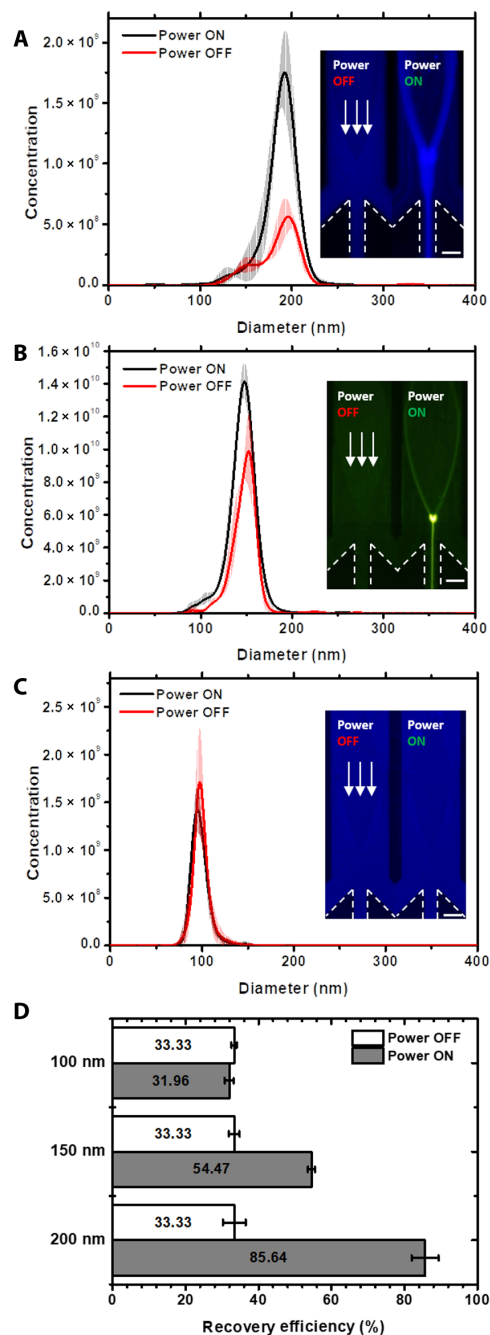 A
Power ON
Power OFF
Power OFF
Power ON
Concentration
2.0 × 10⁹
1.5 × 10⁹
1.0 × 10⁹
5.0 × 10⁸
0.0
0 100 200 300 400
Diameter (nm)
B
Power ON
Power OFF
Power OFF
Power ON
Concentration
1.6 × 10¹⁰
1.4 × 10¹⁰
1.2 × 10¹⁰
1.0 × 10¹⁰
8.0 × 10⁹
6.0 × 10⁹
4.0 × 10⁹
2.0 × 10⁹
0.0
0 100 200 300 400
Diameter (nm)
C
Power ON
Power OFF
Power OFF
Power ON
Concentration
2.5 × 10⁹
2.0 × 10⁹
1.5 × 10⁹
1.0 × 10⁹
5.0 × 10⁸
0.0
0 100 200 300 400
Diameter (nm)
D
Power OFF
Power ON
100 nm
33.33
31.96
150 nm
33.33
54.47
200 nm
33.33
85.64
0 20 40 60 80 100
Recovery efficiency (%)